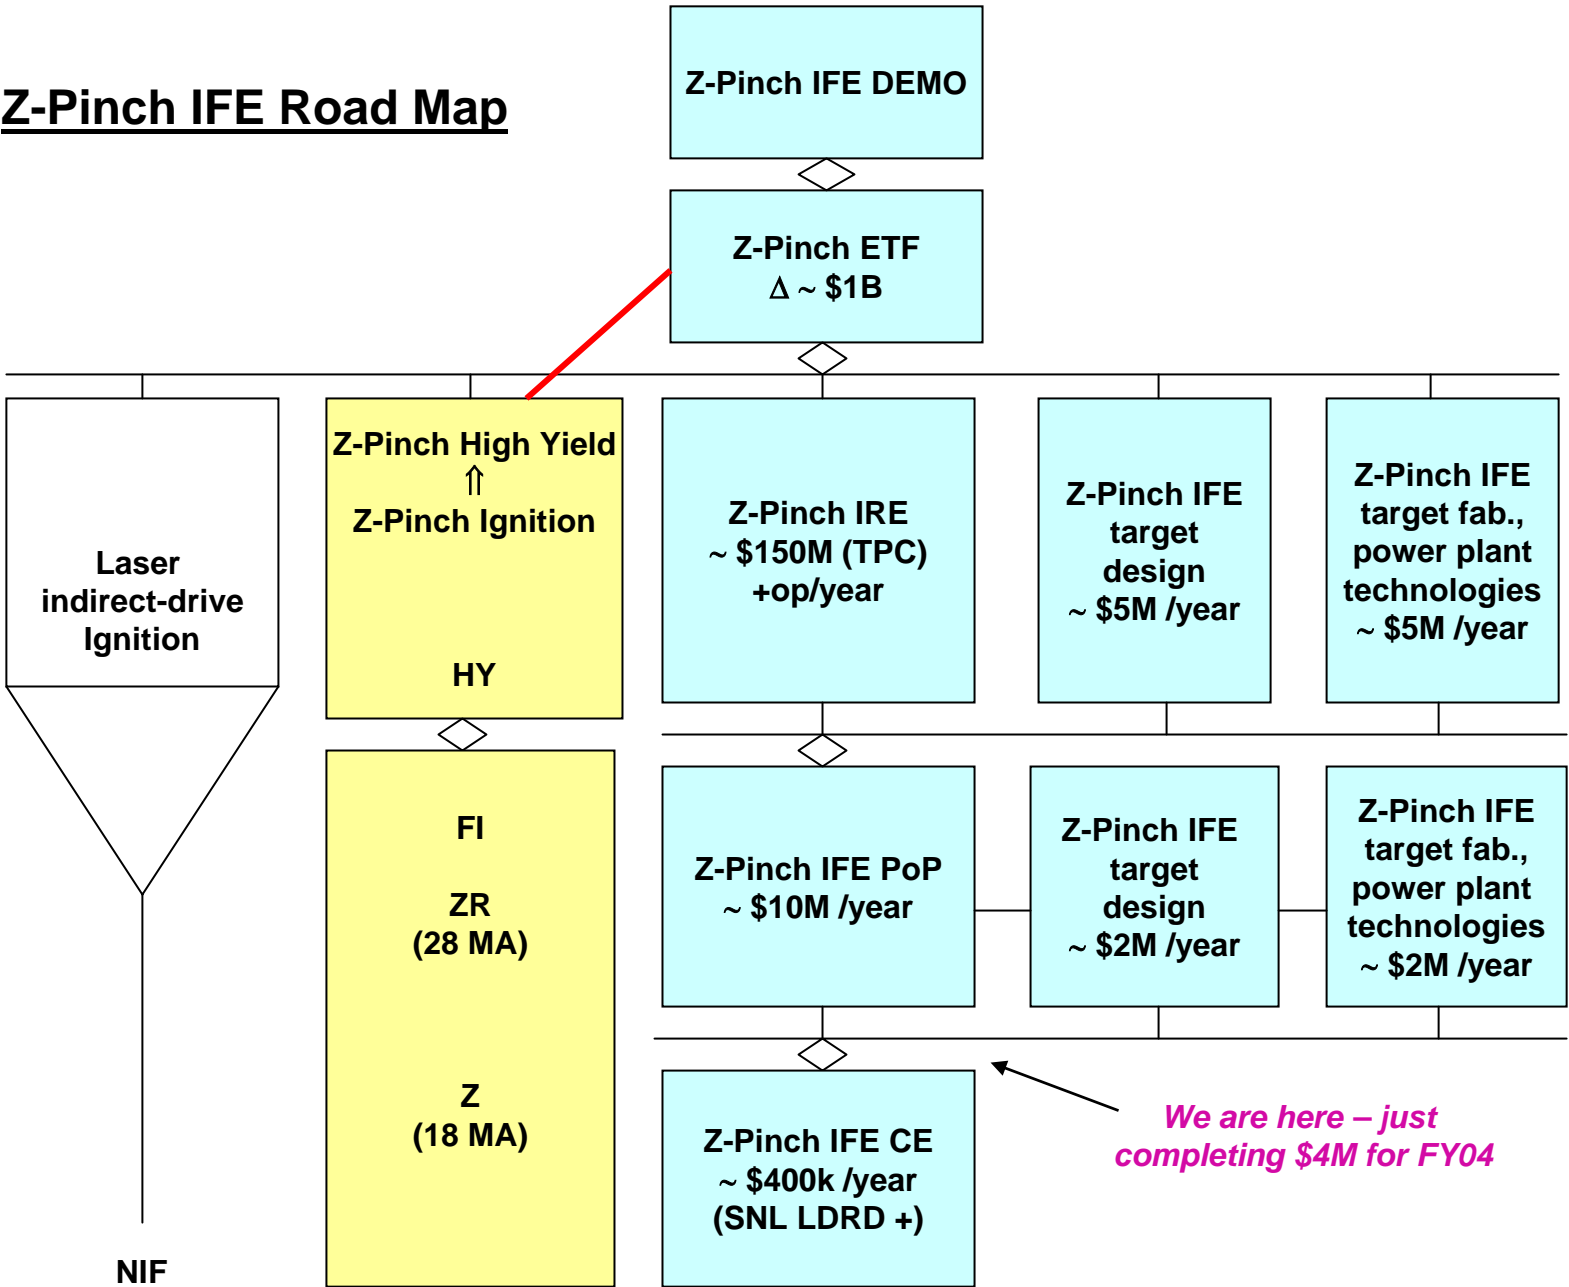 Z-Pinch IFE Road Map
Z-Pinch IFE DEMO
Z-Pinch ETF
Δ ~ $1B
Laser
indirect-drive
Ignition
NIF
Z-Pinch High Yield
⇑
Z-Pinch Ignition
HY
FI
ZR
(28 MA)
Z
(18 MA)
Z-Pinch IRE
~ $150M (TPC)
+op/year
Z-Pinch IFE
target
design
~ $5M /year
Z-Pinch IFE
target fab.,
power plant
technologies
~ $5M /year
Z-Pinch IFE PoP
~ $10M /year
Z-Pinch IFE
target
design
~ $2M /year
Z-Pinch IFE
target fab.,
power plant
technologies
~ $2M /year
Z-Pinch IFE CE
~ $400k /year
(SNL LDRD +)
We are here – just
completing $4M for FY04